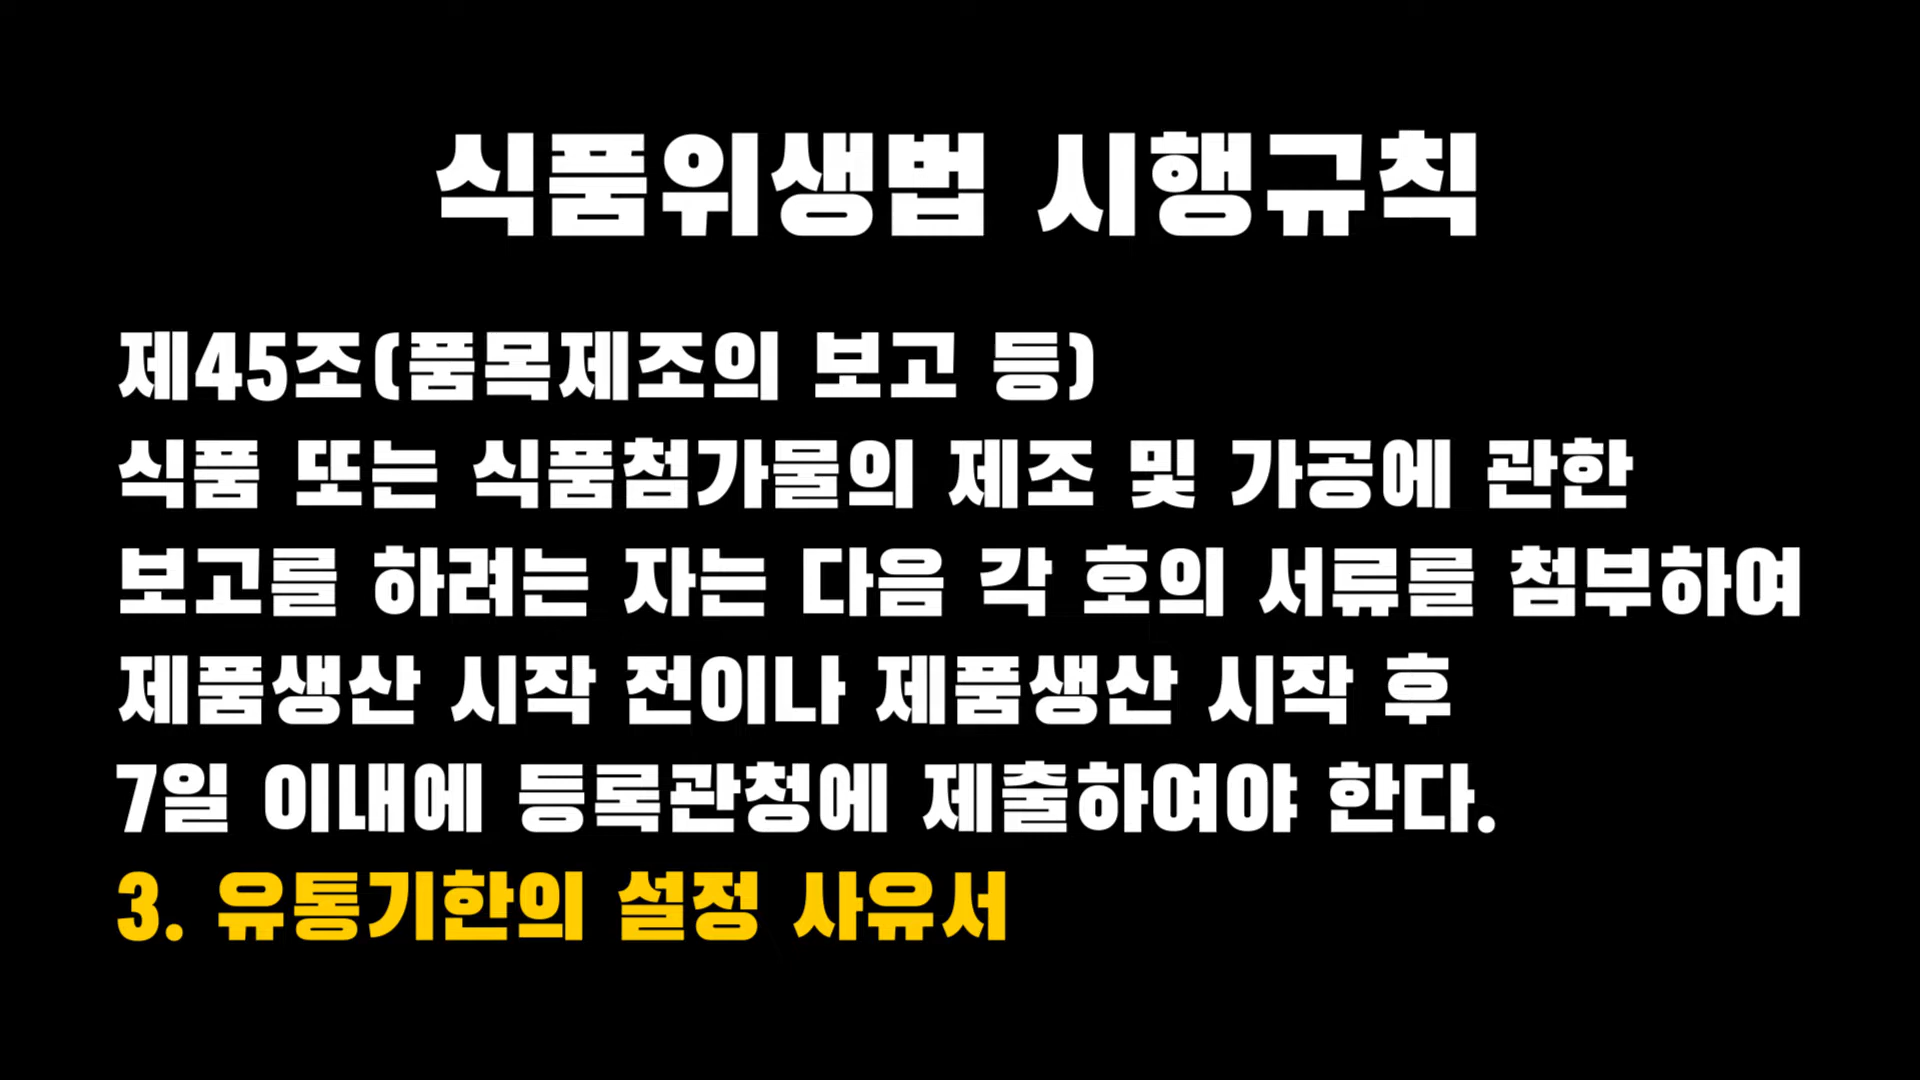 식품위생법 시행규칙
제45조(품목제조의 보고 등)
식품 또는 식품첨가물의 제조 및 가공에 관한
보고를 하려는 자는 다음 각 호의 서류를 첨부하여
제품생산 시작 전이나 제품생산 시작 후
7일 이내에 등록관청에 제출하여야 한다.
3. 유통기한의 설정 사유서